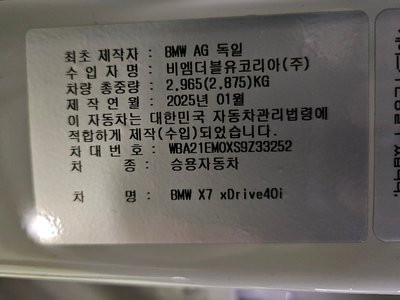 최초 제작자 : BMW AG 독일
수 입 자 명 : 비엠더블유코리아(주)
차량 총중량 : 2,965(2,875)KG
제 작 연 월 : 2025년 01월
이 자동차는 대한민국 자동차관리법령에
적합하게 제작(수입)되었습니다.
차 대 번 호 : WBA21EM0XS9Z33252
차 종 : 승용자동차
차 명 : BMW X7 xDrive40i